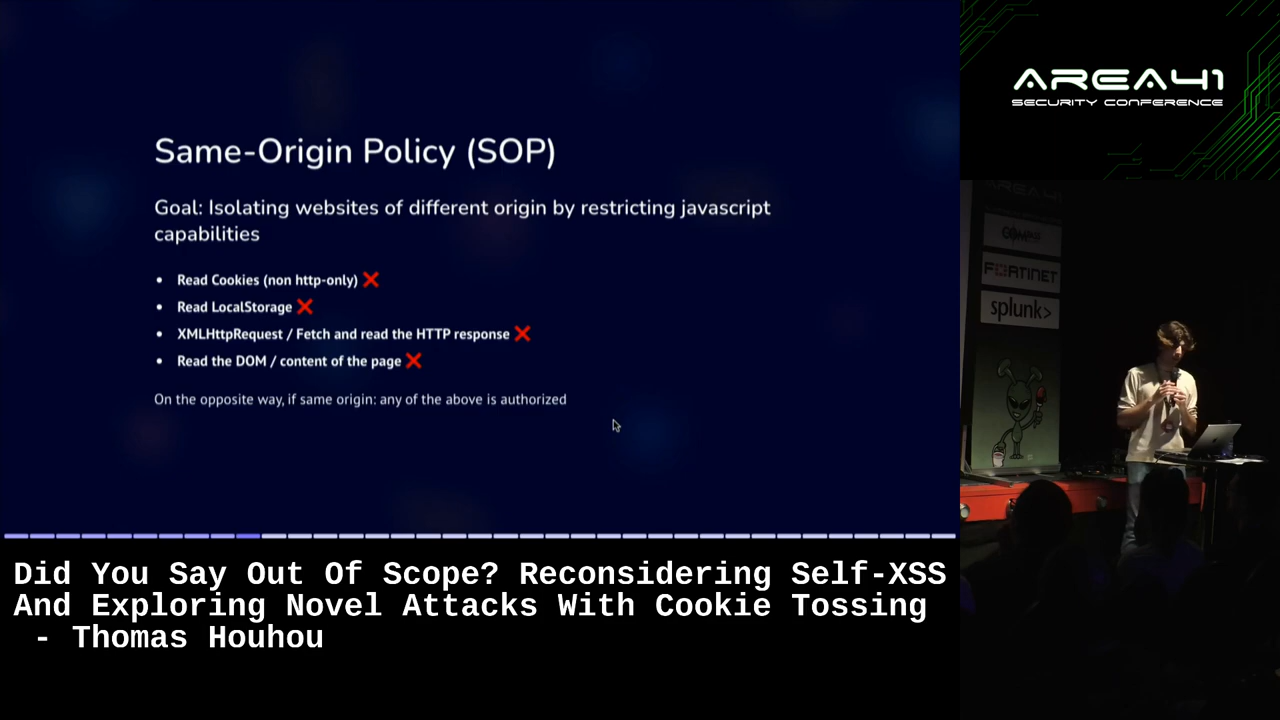 Same-Origin Policy (SOP)
Goal: Isolating websites of different origin by restricting javascript
capabilities
• Read Cookies (non http-only) ❌
• Read LocalStorage ❌
• XMLHttpRequest / Fetch and read the HTTP response ❌
• Read the DOM / content of the page ❌
On the opposite way, if same origin: any of the above is authorized
Did You Say Out Of Scope? Reconsidering Self-XSS
And Exploring Novel Attacks With Cookie Tossing
- Thomas Houhou
AREA41
SECURITY CONFERENCE
AREA41
FORTINET
splunk>